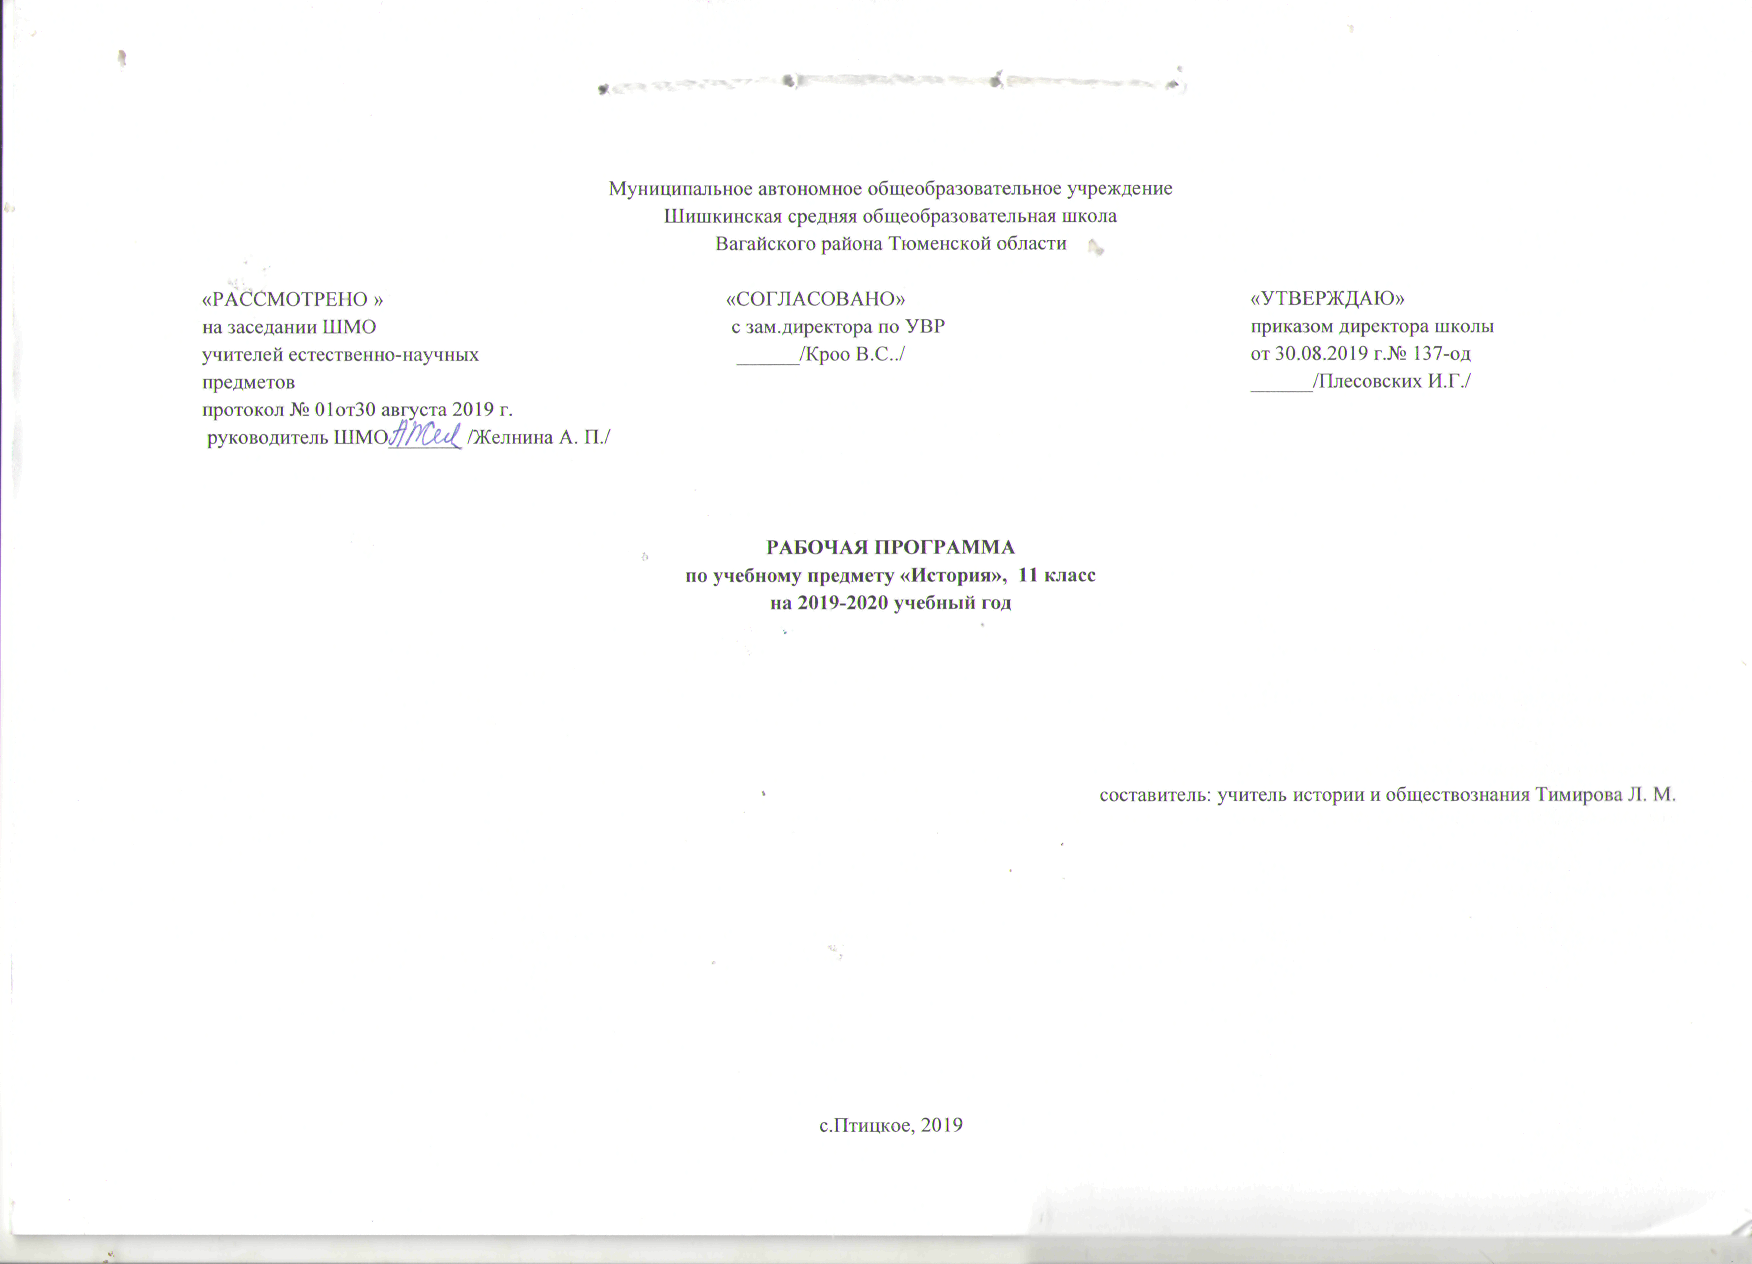 Муниципальное автономное общеобразовательное учреждение
Шишкинская средняя общеобразовательная школа
Вагайского района Тюменской области
«РАССМОТРЕНО »
на заседании ШМО
учителей естественно-научных
предметов
протокол № 01от30 августа 2019 г.
руководитель ШМО_______ /Желнина А. П./
«СОГЛАСОВАНО»
с зам.директора по УВР
______/Кроо В.С../
«УТВЕРЖДАЮ»
приказом директора школы
от 30.08.2019 г.№ 137-од
______/Плесовских И.Г./
РАБОЧАЯ ПРОГРАММА
по учебному предмету «История», 11 класс
на 2019-2020 учебный год
составитель: учитель истории и обществознания Тимирова Л. М.
с.Птицкое, 2019